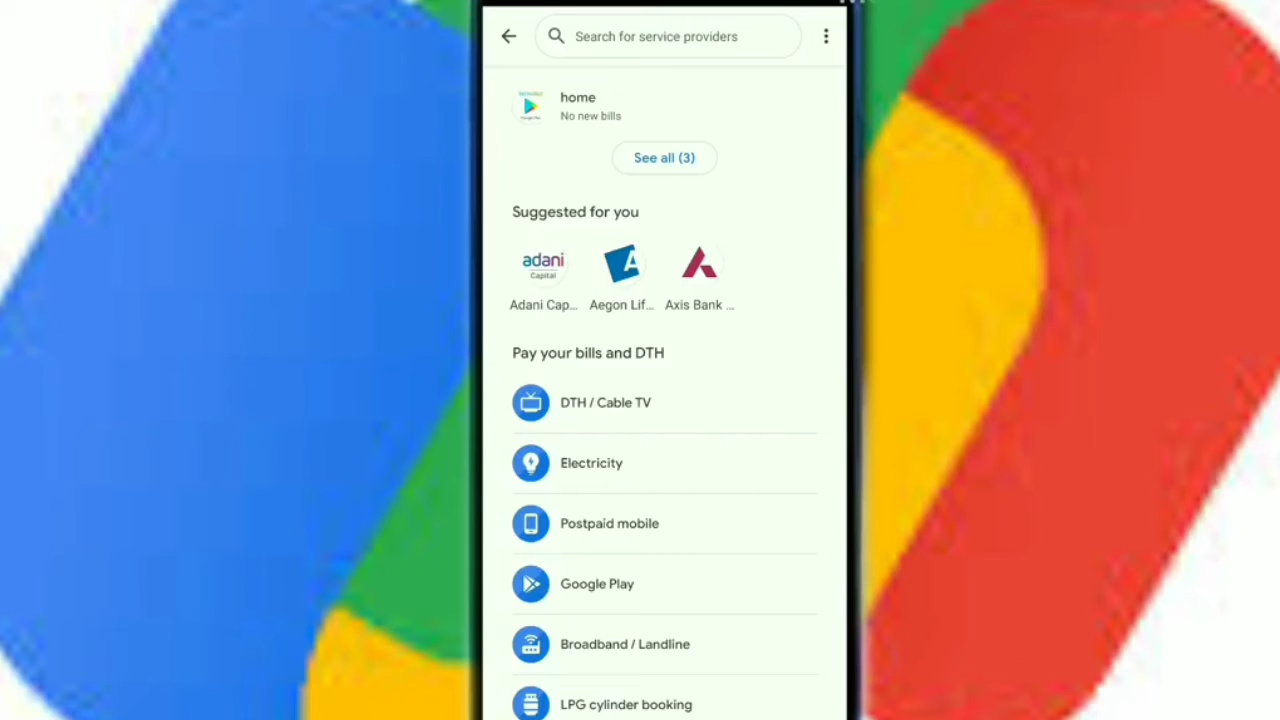 Search for service providers
home
No new bills
See all (3)
Suggested for you
adani
Capital
A
Adani Cap... Aegon Lif... Axis Bank ...
Pay your bills and DTH
DTH / Cable TV
Electricity
Postpaid mobile
Google Play
Broadband / Landline
LPG cylinder booking